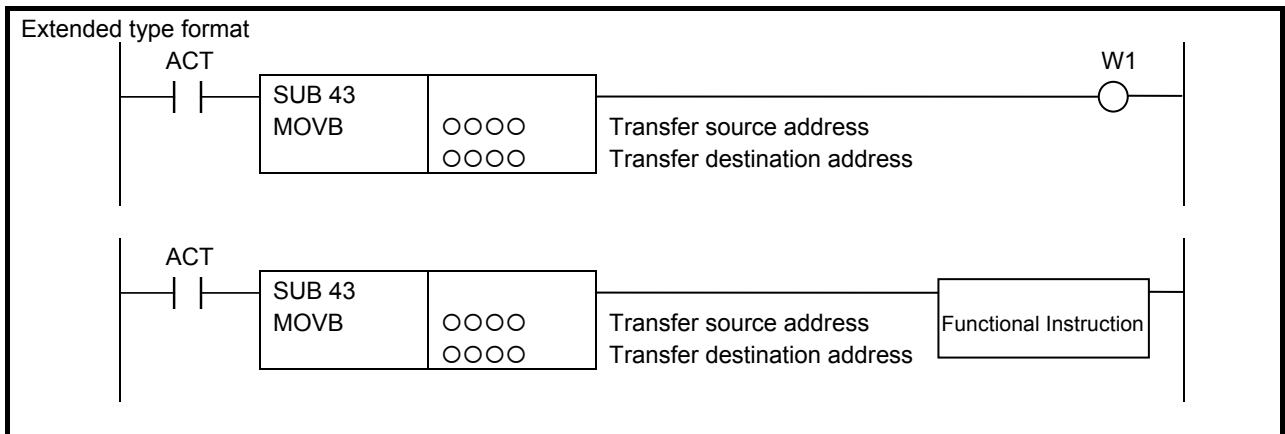 Extended type format
ACT
W1
SUB 43
MOVB
○○○○
Transfer source address
○○○○
Transfer destination address
ACT
SUB 43
MOVB
○○○○
Transfer source address
○○○○
Transfer destination address
Functional Instruction